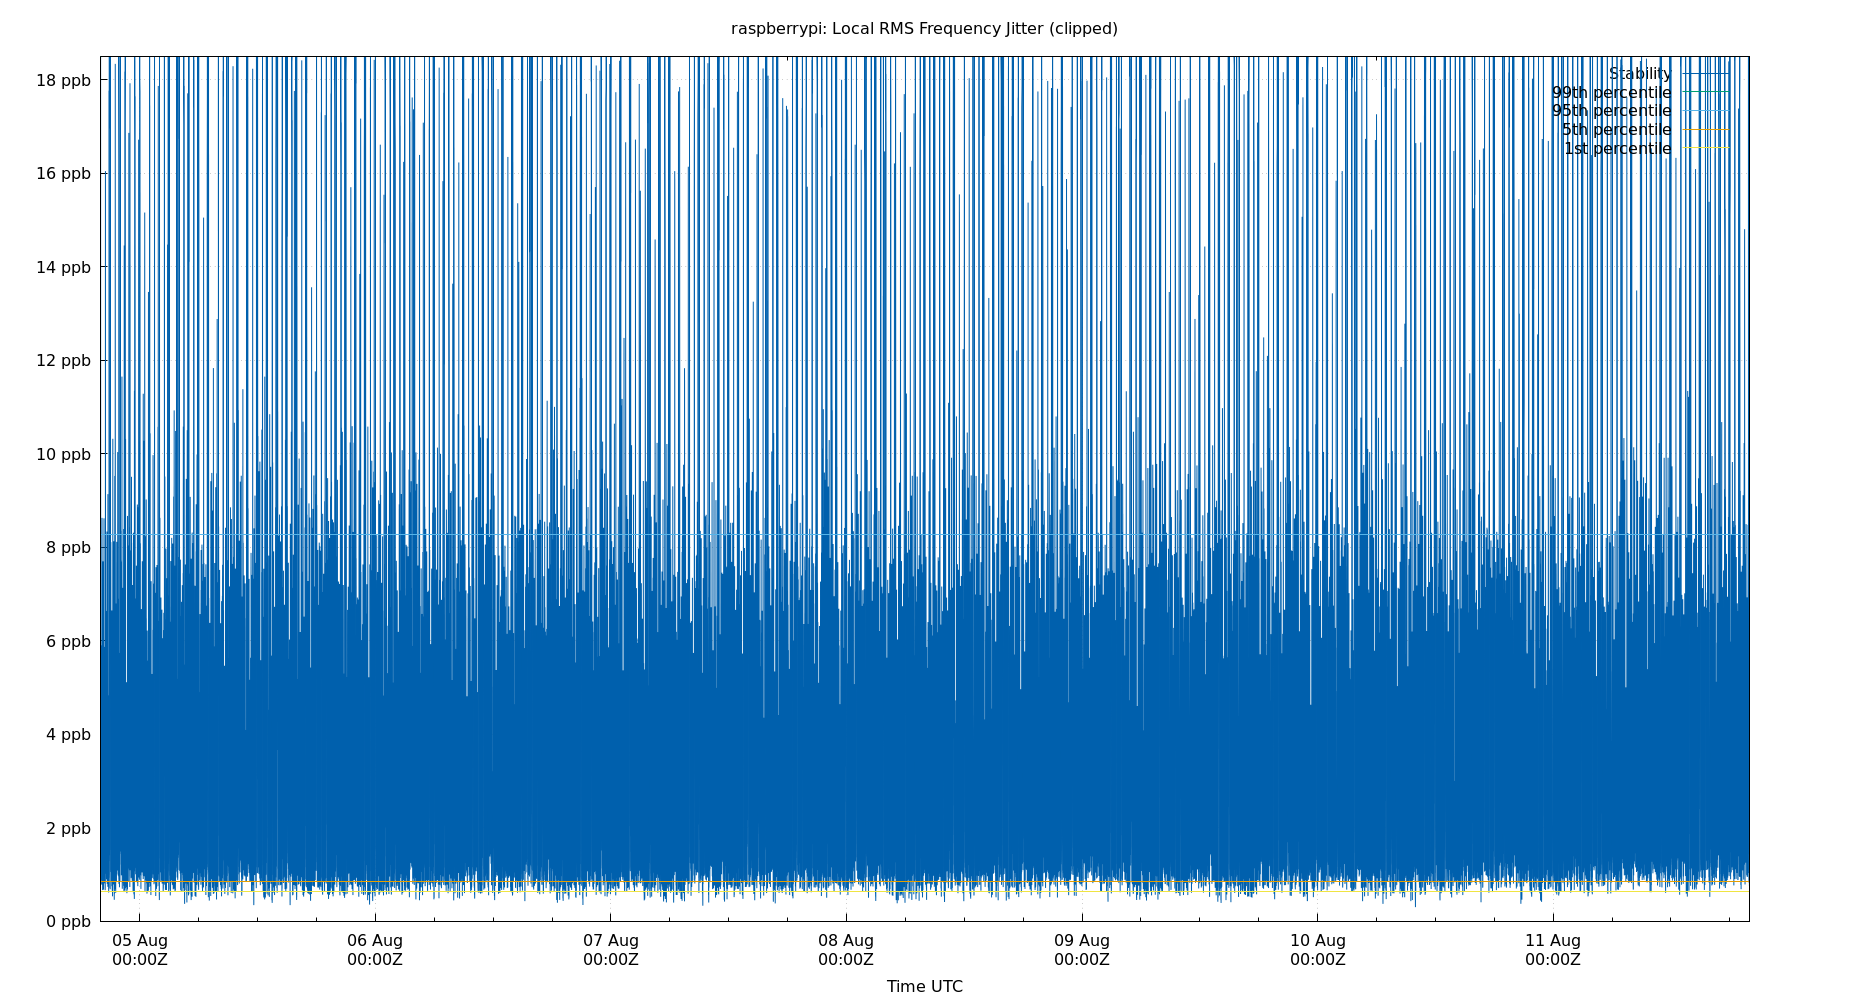 raspberrypi: Local RMS Frequency Jitter (clipped)
18 ppb
16 ppb
14 ppb
12 ppb
10 ppb
8 ppb
6 ppb
4 ppb
2 ppb
0 ppb
Stability
99th percentile
95th percentile
5th percentile
1st percentile
05 Aug 06 Aug 07 Aug 08 Aug 09 Aug 10 Aug 11 Aug
00:00Z 00:00Z 00:00Z 00:00Z 00:00Z 00:00Z 00:00Z
Time UTC